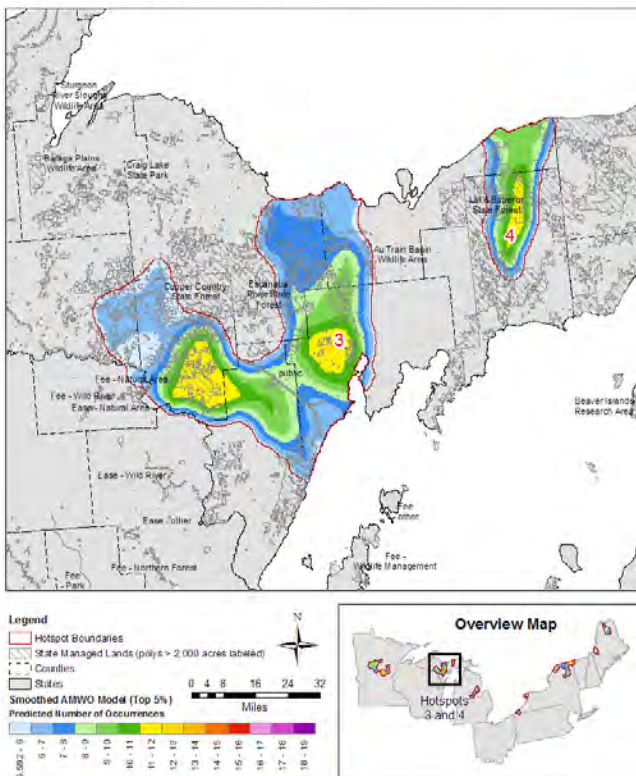 Sturgeon
River Sloughs
Wildlife Area
Baraga Plains
Wildlife Area
Craig Lake
State Park
Lake Superior
State Forest
4
Au Train Basin
Wildlife Area
Copper Country
State Forest
Escanaba
River State
Forest
3
public
Fee - Natural Area
Fee - Wild River
Ease - Natural Area
Beaver Islands
Research Area
Ease - Wild River
Ease - other
Fee
other
Fee -
Wildlife Management
Fee - Northern Forest
Fee
- Park
Legend
Hotspot Boundaries
State Managed Lands (polys > 2,000 acres labeled)
Counties
States
Smoothed AMWO Model (Top 5%)
Predicted Number of Occurrences
6 - 7
7 - 8
8 - 9
9 - 10
10 - 11
11 - 12
12 - 13
13 - 14
14 - 15
15 - 16
16 - 17
17 - 18
18 - 19
N
0 4 8 16 24 32
Miles
Overview Map
Hotspots
3 and 4